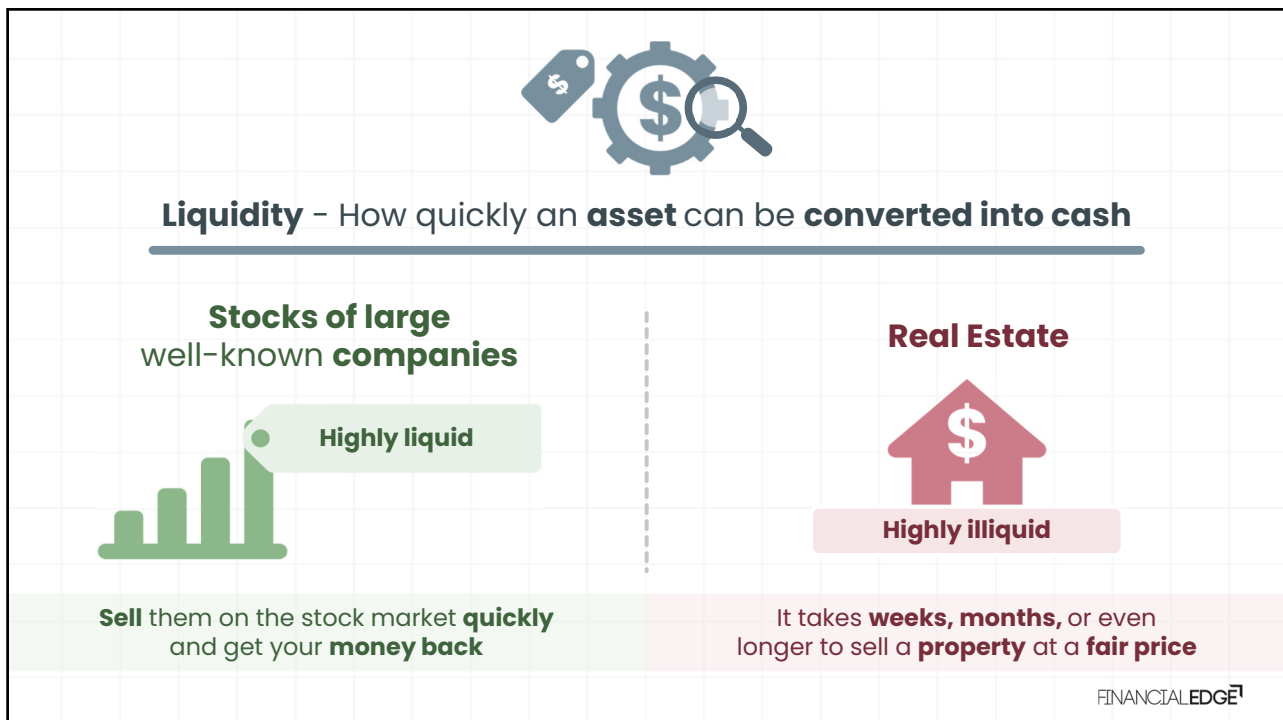 $
$
Liquidity - How quickly an asset can be converted into cash
Stocks of large
well-known companies
Highly liquid
Sell them on the stock market quickly
and get your money back
Real Estate
$
Highly illiquid
It takes weeks, months, or even
longer to sell a property at a fair price
FINANCIALEDGE